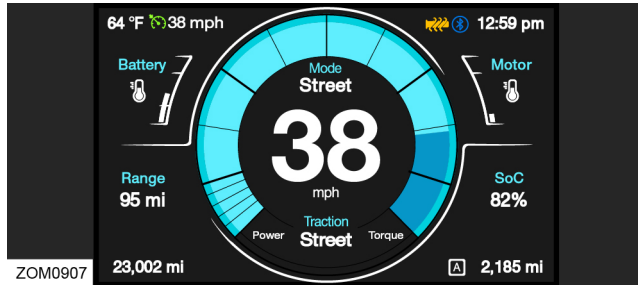 64 °F 38 mph 12:59 pm
Battery Mode Motor
Street
38
mph
Range SoC
95 mi 82%
Traction
Power Street Torque
23,002 mi A 2,185 mi
ZOM0907